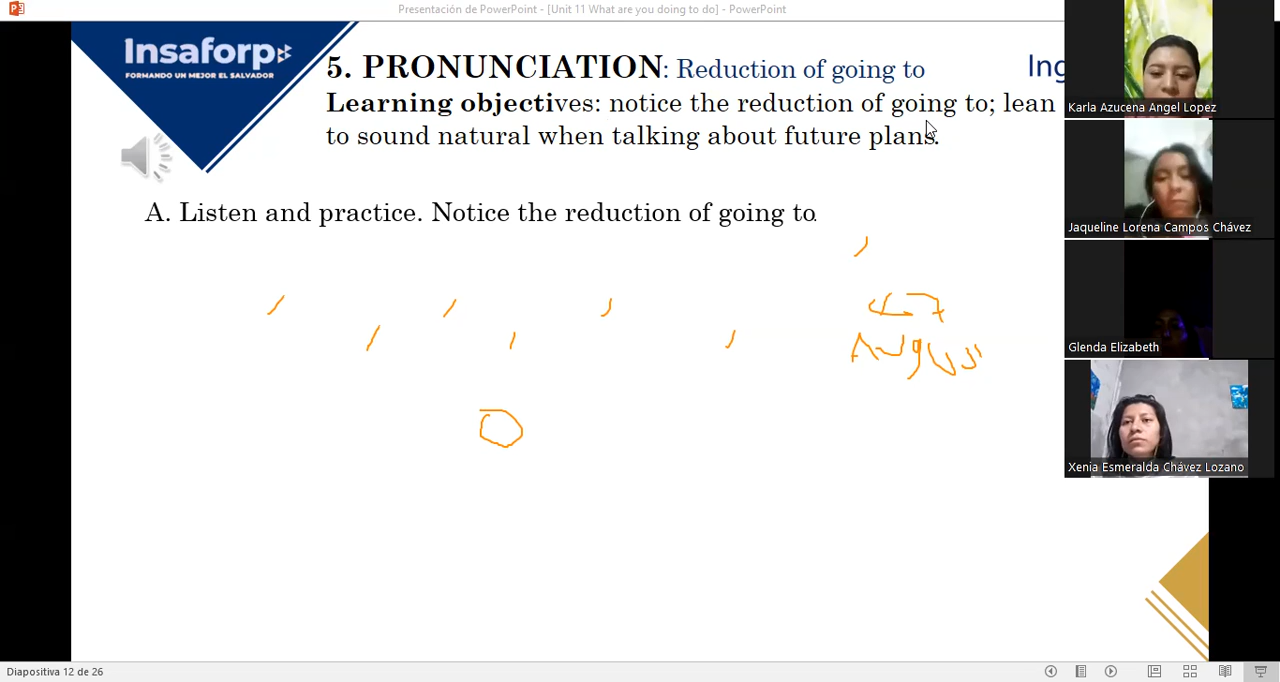 Presentación de PowerPoint - [Unit 11 What are you doing to do] - PowerPoint
Insaforp
FORMANDO UN MEJOR EL SALVADOR
5. PRONUNCIATION: Reduction of going to
Ing
Learning objectives: notice the reduction of going to; lean
to sound natural when talking about future plans.
A. Listen and practice. Notice the reduction of going to.
Karla Azucena Angel Lopez
Jaqueline Lorena Campos Chávez
Glenda Elizabeth
Xenia Esmeralda Chávez Lozano
Diapositiva 12 de 26